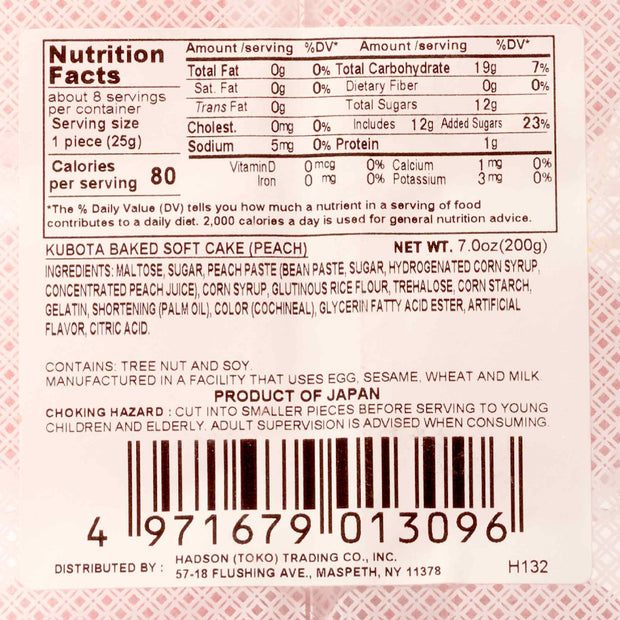 Nutrition Facts
about 8 servings
per container
Serving size
1 piece (25g)
Calories
per serving 80
Amount /serving %DV* Amount /serving %DV*
Total Fat 0g 0% Total Carbohydrate 19g 7%
Sat. Fat 0g 0% Dietary Fiber 0g 0%
Trans Fat 0g Total Sugars 12g
Cholest. 0mg 0% Includes 12g Added Sugars 23%
Sodium 5mg 0% Protein 1g
VitaminD 0 mcg 0% Calcium 1 mg 0%
Iron 0 mg 0% Potassium 3 mg 0%
*The % Daily Value (DV) tells you how much a nutrient in a serving of food
contributes to a daily diet. 2,000 calories a day is used for general nutrition advice.
KUBOTA BAKED SOFT CAKE (PEACH) NET WT. 7.0oz(200g)
INGREDIENTS: MALTOSE, SUGAR, PEACH PASTE (BEAN PASTE, SUGAR, HYDROGENATED CORN SYRUP,
CONCENTRATED PEACH JUICE), CORN SYRUP, GLUTINOUS RICE FLOUR, TREHALOSE, CORN STARCH,
GELATIN, SHORTENING (PALM OIL), COLOR (COCHINEAL), GLYCERIN FATTY ACID ESTER, ARTIFICIAL
FLAVOR, CITRIC ACID.
CONTAINS: TREE NUT AND SOY.
MANUFACTURED IN A FACILITY THAT USES EGG, SESAME, WHEAT AND MILK
PRODUCT OF JAPAN
CHOKING HAZARD : CUT INTO SMALLER PIECES BEFORE SERVING TO YOUNG
CHILDREN AND ELDERLY. ADULT SUPERVISION IS ADVISED WHEN CONSUMING.
4 971679 013096
DISTRIBUTED BY : HADSON (TOKO) TRADING CO., INC.
57-18 FLUSHING AVE., MASPETH, NY 11378 H132